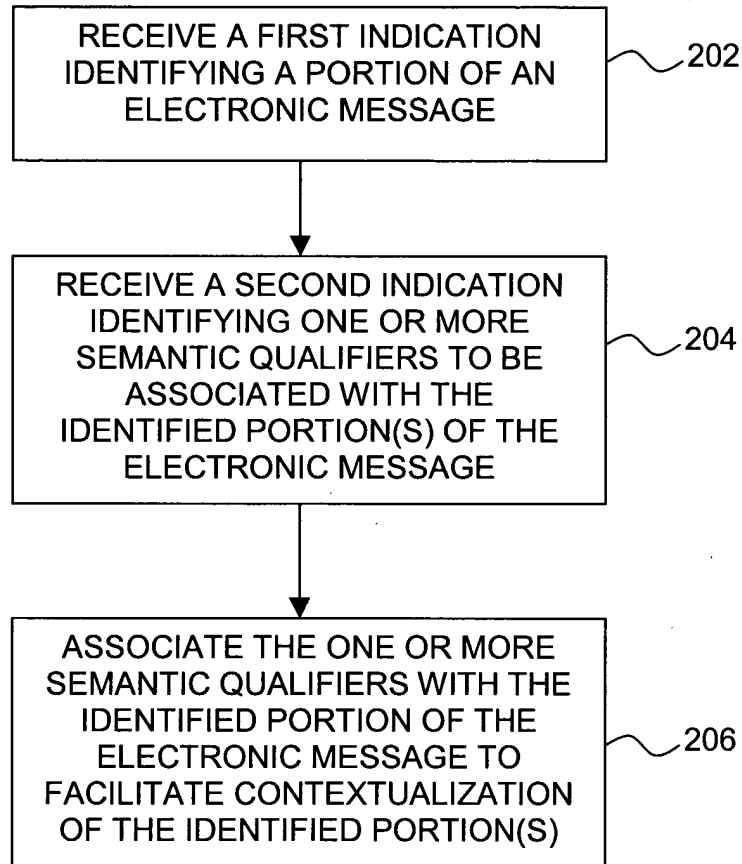 RECEIVE A FIRST INDICATION
IDENTIFYING A PORTION OF AN
ELECTRONIC MESSAGE
202
RECEIVE A SECOND INDICATION
IDENTIFYING ONE OR MORE
SEMANTIC QUALIFIERS TO BE
ASSOCIATED WITH THE
IDENTIFIED PORTION(S) OF THE
ELECTRONIC MESSAGE
204
ASSOCIATE THE ONE OR MORE
SEMANTIC QUALIFIERS WITH THE
IDENTIFIED PORTION OF THE
ELECTRONIC MESSAGE TO
FACILITATE CONTEXTUALIZATION
OF THE IDENTIFIED PORTION(S)
206